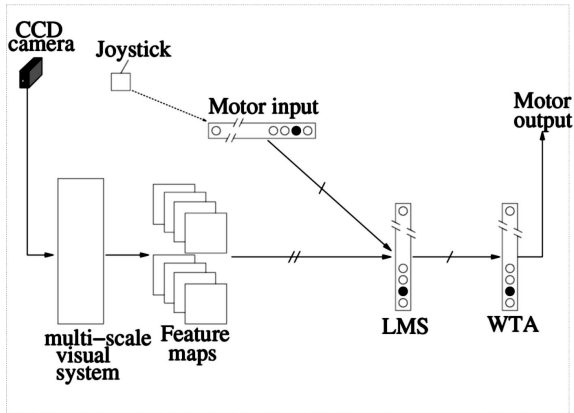 CCD
camera
Joystick
Motor input
Motor
output
multi-scale
visual
system
Feature
maps
LMS
WTA